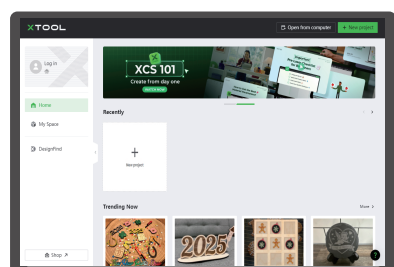 XTOOL
Open from computer
+ New project
Log in
XCS 101
Create from day one
Home
My Space
DesignFind
Recently
New project
Trending Now
More >
2025
Shop
?